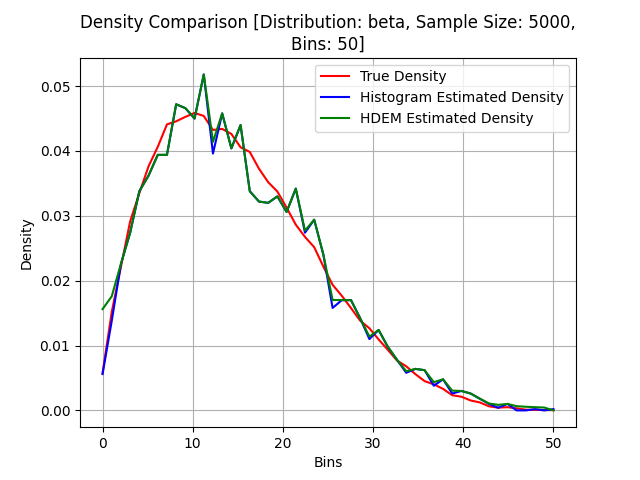 Density Comparison [Distribution: beta, Sample Size: 5000,
Bins: 50]
True Density
Histogram Estimated Density
HDEM Estimated Density
Density
0.05
0.04
0.03
0.02
0.01
0.00
0 10 20 30 40 50
Bins